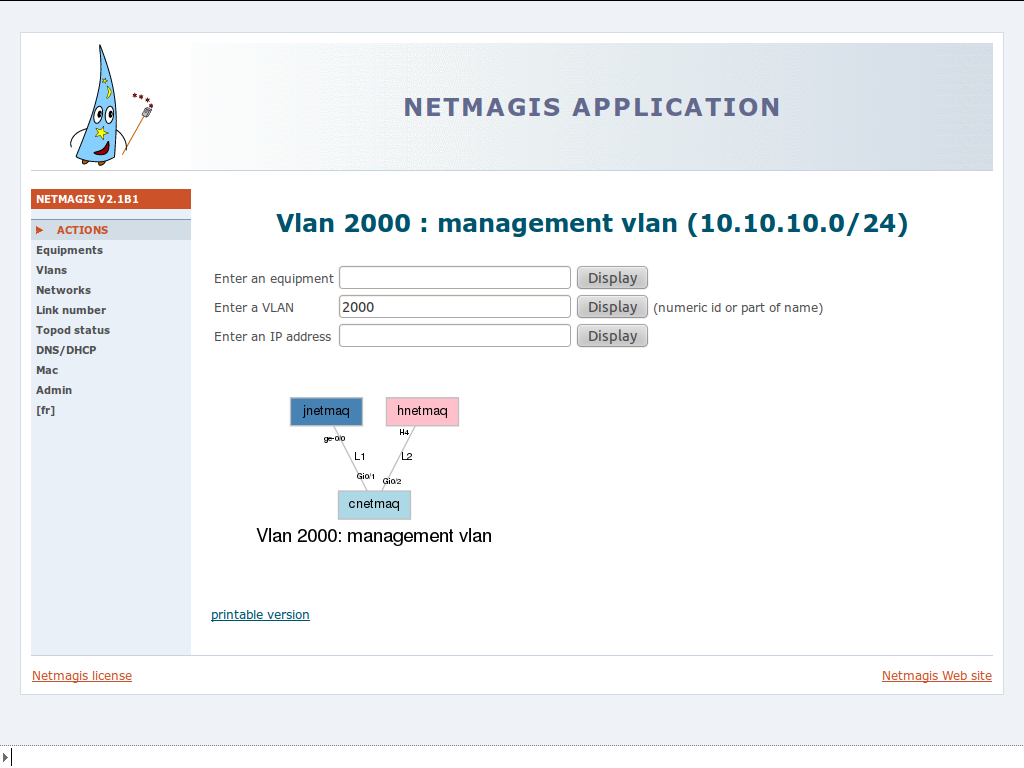 NETMAGIS APPLICATION
NETMAGIS V2.1B1
ACTIONS
Equipments
Vlans
Networks
Link number
Topod status
DNS/DHCP
Mac
Admin
[fr]
Vlan 2000 : management vlan (10.10.10.0/24)
Enter an equipment Display
Enter a VLAN 2000 Display (numeric id or part of name)
Enter an IP address Display
jnetmaq hnetmaq
ge-0/0 H4
L1 L2
Gi0/1 Gi0/2
cnetmaq
Vlan 2000: management vlan
printable version
Netmagis license Netmagis Web site